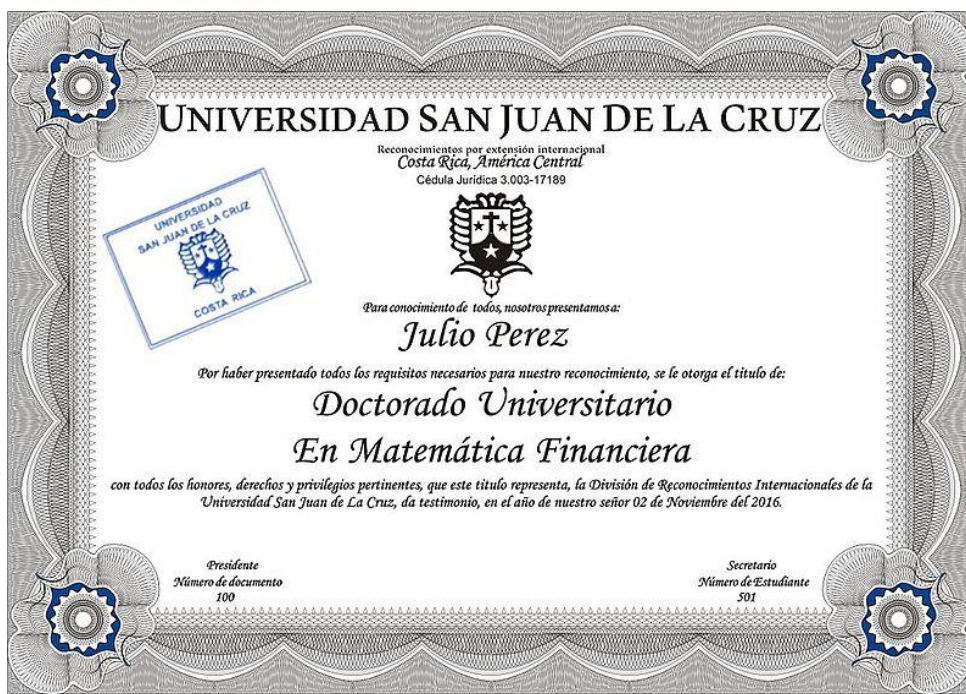 UNIVERSIDAD SAN JUAN DE LA CRUZ
Reconocimientos por extensión internacional
Costa Rica, América Central
Cédula Jurídica 3.003-17189
UNIVERSIDAD
SAN JUAN DE LA CRUZ
COSTA RICA
Para conocimiento de todos, nosotros presentamos a:
Julio Perez
Por haber presentado todos los requisitos necesarios para nuestro reconocimiento, se le otorga el titulo de:
Doctorado Universitario
En Matemática Financiera
con todos los honores, derechos y privilegios pertinentes, que este titulo representa, la División de Reconocimientos Internacionales de la
Universidad San Juan de La Cruz, da testimonio, en el año de nuestro señor 02 de Noviembre del 2016.
Presidente
Número de documento
100
Secretario
Número de Estudiante
501